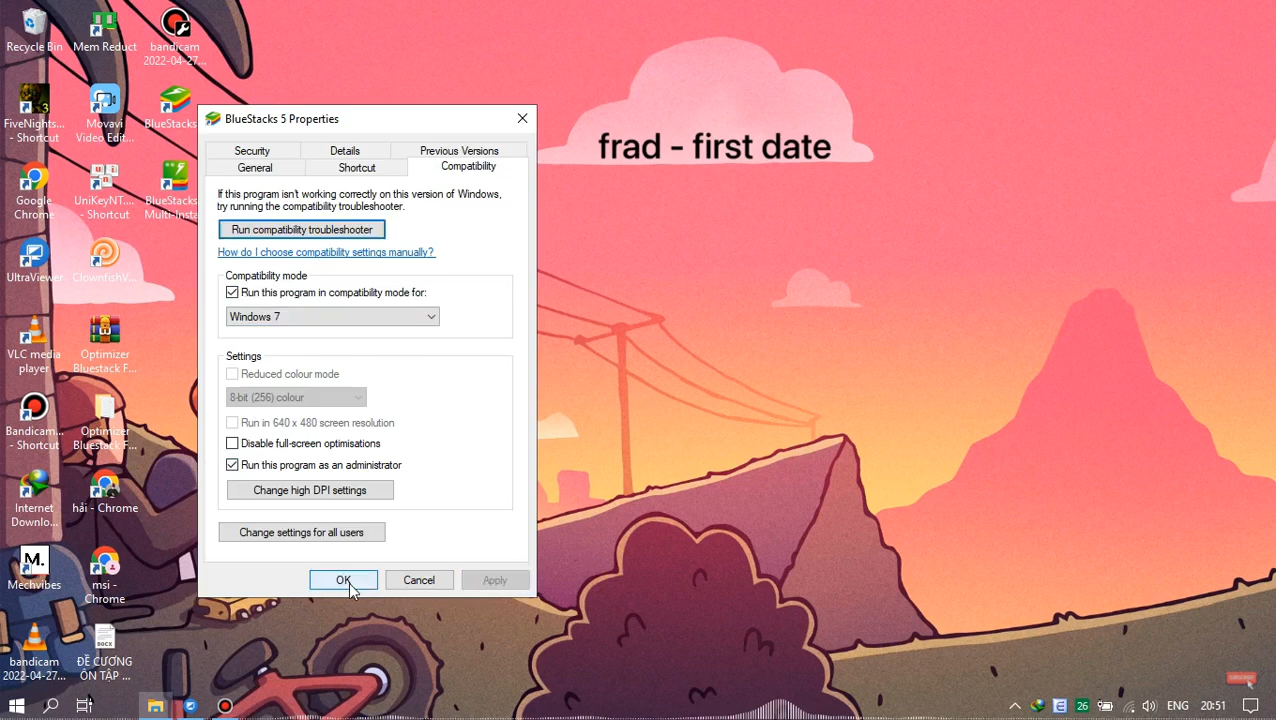 Recycle Bin
Mem Reduct
bandicam
2022-04-27...
FiveNights...
- Shortcut
3
Movavi
Video Edit...
BlueStacks
Google
Chrome
UniKeyNT....
- Shortcut
BlueStacks
Multi-Insta
UltraViewer
ClownfishV...
VLC media
player
Optimizer
Bluestack F...
Bandicam...
- Shortcut
Optimizer
Bluestack F...
Internet
Downlo...
hải - Chrome
M.
Mechvibes
msi -
Chrome
bandicam
2022-04-27...
DOCX
ĐỀ CƯƠNG
ÔN TẬP ...
BlueStacks 5 Properties
Security
Details
Previous Versions
General
Shortcut
Compatibility
If this program isn't working correctly on this version of Windows,
try running the compatibility troubleshooter.
Run compatibility troubleshooter
How do I choose compatibility settings manually?
Compatibility mode
Run this program in compatibility mode for:
Windows 7
Settings
Reduced colour mode
8-bit (256) colour
Run in 640 x 480 screen resolution
Disable full-screen optimisations
Run this program as an administrator
Change high DPI settings
Change settings for all users
OK
Cancel
Apply
frad - first date
26
ENG
20:51